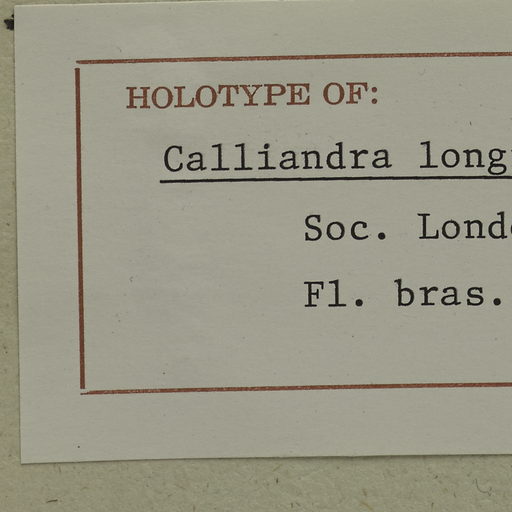 HOLOTYPE OF:
Calliandra long
Soc. Lond
Fl. bras.